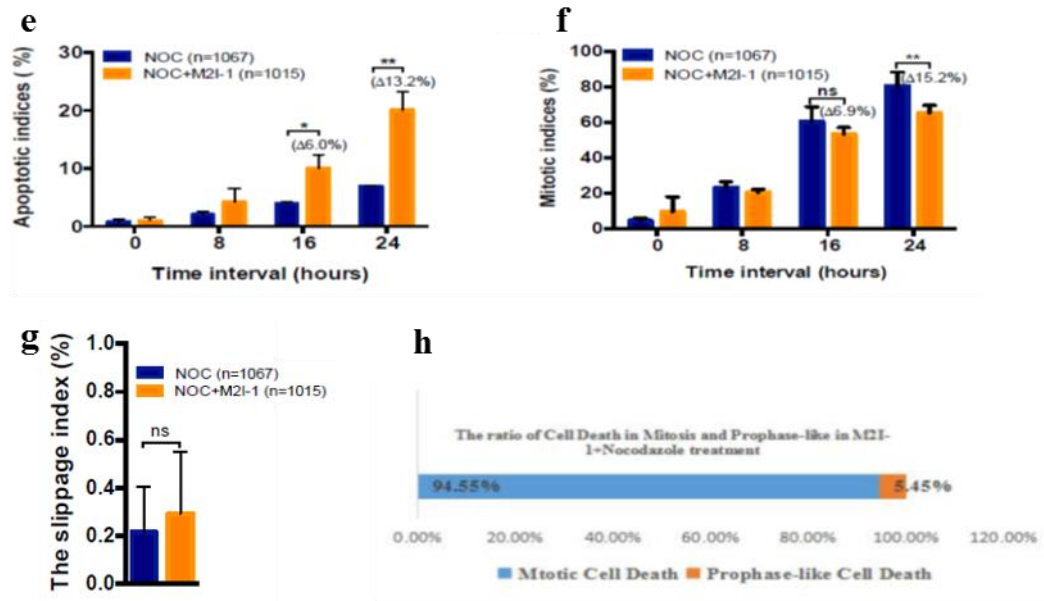 e
Apoptotic indices ( %)
30
20
10
0
NOC (n=1067)
NOC+M2I-1 (n=1015)
*
(Δ6.0%)
**
(Δ13.2%)
0 8 16 24
Time interval (hours)
f
Mitotic indices (%)
100
80
60
40
20
0
NOC (n=1067)
NOC+M2I-1 (n=1015)
ns
(Δ6.9%)
**
(Δ15.2%)
0 8 16 24
Time interval (hours)
g
The slippage index (%)
1.0
0.8
0.6
0.4
0.2
0.0
NOC (n=1067)
NOC+M2I-1 (n=1015)
ns
h
The ratio of Cell Death in Mitosis and Prophase-like in M2I-
1+Nocodazole treatment
94.55% 5.45%
0.00% 20.00% 40.00% 60.00% 80.00% 100.00% 120.00%
Mtotic Cell Death Prophase-like Cell Death